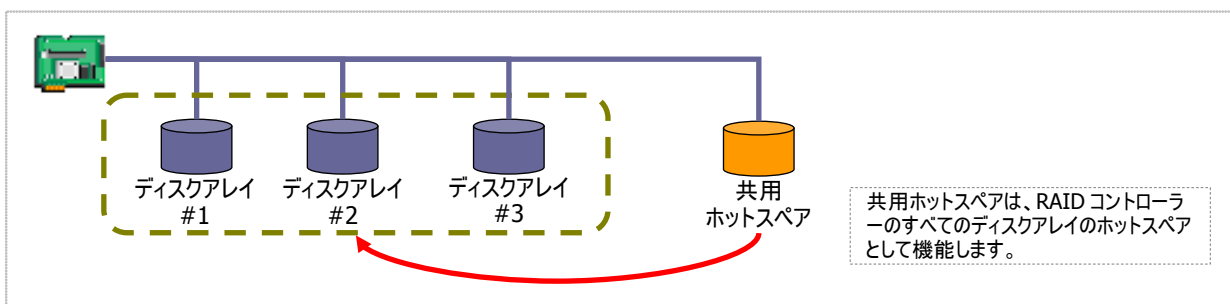 ディスクアレイ
#1
ディスクアレイ
#2
ディスクアレイ
#3
共用
ホットスペア
共用ホットスペアは、RAID コントローラ
ーのすべてのディスクアレイのホットスペア
として機能します。